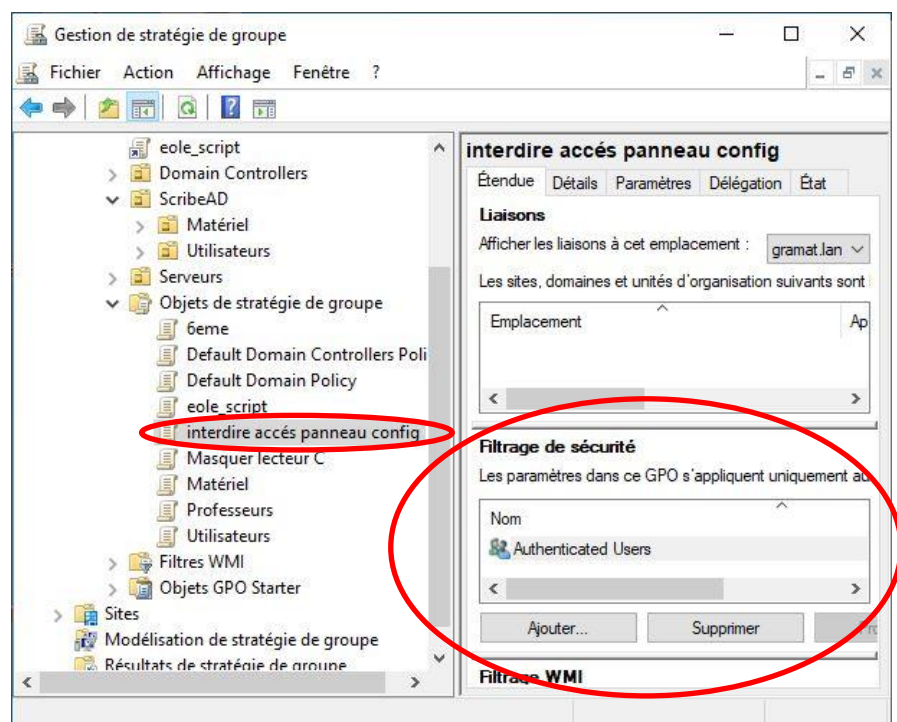 Gestion de stratégie de groupe
Fichier Action Affichage Fenêtre ?
eole_script
Domain Controllers
ScribeAD
Matériel
Utilisateurs
Serveurs
Objets de stratégie de groupe
6eme
Default Domain Controllers Poli
Default Domain Policy
eole_script
interdire accés panneau config
Masquer lecteur C
Matériel
Professeurs
Utilisateurs
Filtres WMI
Objets GPO Starter
Sites
Modélisation de stratégie de groupe
Résultats de stratégie de groupe
interdire accés panneau config
Étendue Détails Paramètres Délégation État
Liaisons
Afficher les liaisons à cet emplacement : gramat.lan
Les sites, domaines et unités d'organisation suivants sont
Emplacement Ap
Filtrage de sécurité
Les paramètres dans ce GPO s'appliquent uniquement au
Nom
Authenticated Users
Ajouter... Supprimer
Filtrage WMI